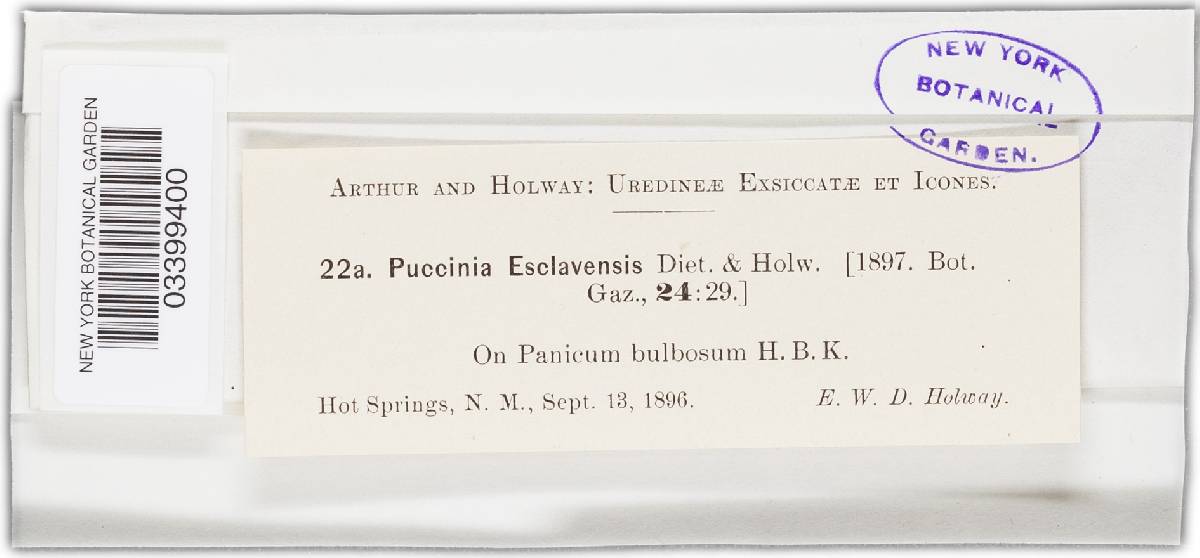 NEW YORK
BOTANICAL
GARDEN.
NEW YORK BOTANICAL GARDEN
03399400
ARTHUR AND HOLWAY: UREDINEÆ EXSICCATÆ ET ICONES.
22a. Puccinia Esclavensis Diet. & Holw. [1897. Bot.
Gaz., 24:29.]
On Panicum bulbosum H. B. K.
Hot Springs, N. M., Sept. 13, 1896. E. W. D. Holway.